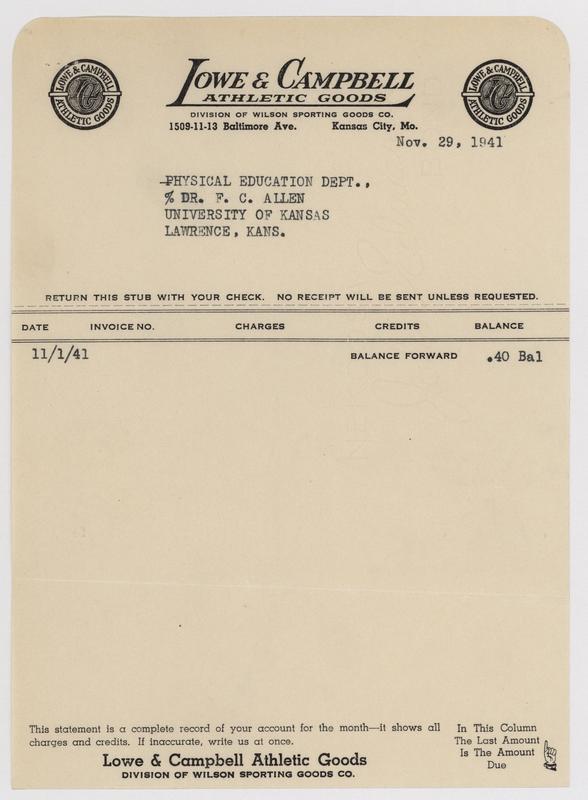 LOWE & CAMPBELL
ATHLETIC GOODS
LOWE & CAMPBELL
ATHLETIC GOODS
LOWE & CAMPBELL
ATHLETIC GOODS
DIVISION OF WILSON SPORTING GOODS CO.
1509-11-13 Baltimore Ave. Kansas City, Mo.
Nov. 29, 1941
PHYSICAL EDUCATION DEPT.,
% DR. F. C. ALLEN
UNIVERSITY OF KANSAS
LAWRENCE, KANS.
RETURN THIS STUB WITH YOUR CHECK. NO RECEIPT WILL BE SENT UNLESS REQUESTED.
DATE INVOICE NO. CHARGES CREDITS BALANCE
11/1/41 BALANCE FORWARD .40 Bal
This statement is a complete record of your account for the month—it shows all
charges and credits. If inaccurate, write us at once.
Lowe & Campbell Athletic Goods
DIVISION OF WILSON SPORTING GOODS CO.
In This Column
The Last Amount
Is The Amount
Due